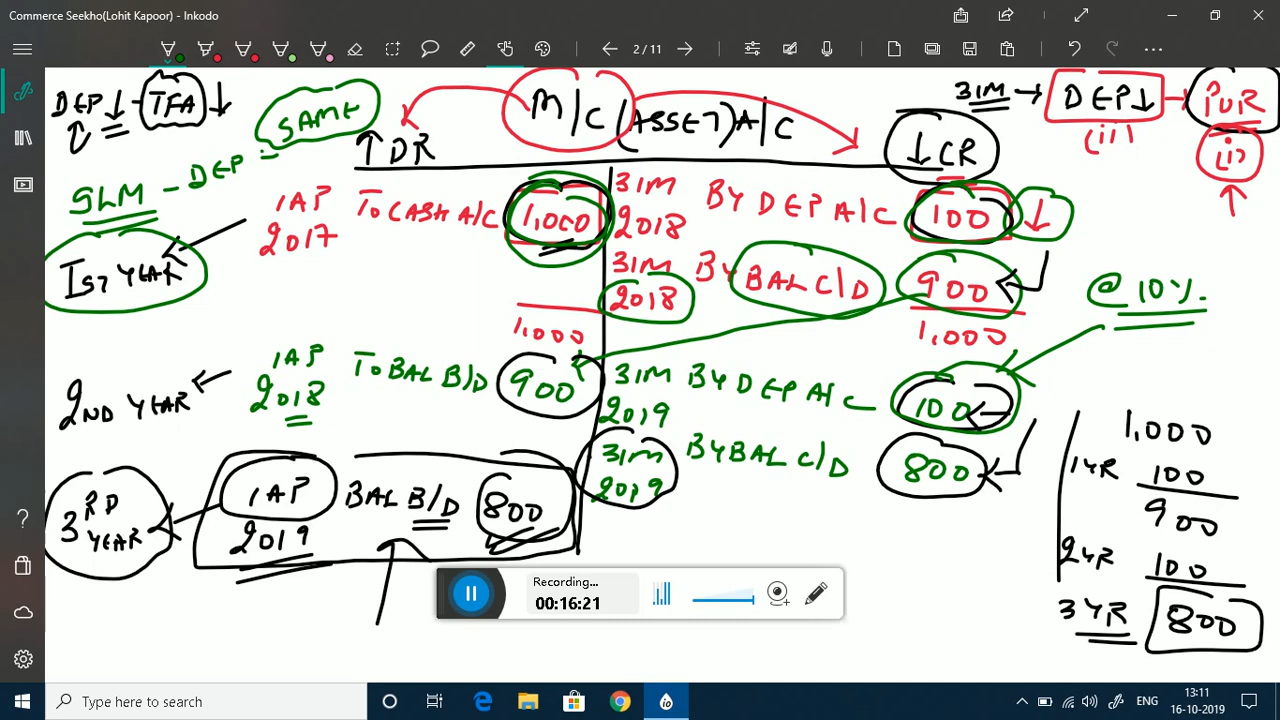 Commerce Seekho(Lohit Kapoor) - Inkodo
2/11
DEP↓ - TFA ↓
SAME
SLM - DEP =
M/C (ASSET) A/C
31M → DEP↓ → PUR
(ii) (i)
↑ DR ↓ CR
1AP 2017 TO CASH A/C 1,000
31M 2018 BY DEP A/C 100 ↓
IST YEAR
31M 2018 BY BAL C/D 900
@ 10%.
1,000 1,000
2ND YEAR
1AP 2018 TO BAL B/D 900
31M 2019 BY DEP A/C 100
31M 2019 BY BAL C/D 800
3RD YEAR
1AP 2019 BAL B/D 800
1,000
1YR 100
900
2YR 100
3YR 800
Recording...
00:16:21
Type here to search
ENG
13:11
16-10-2019